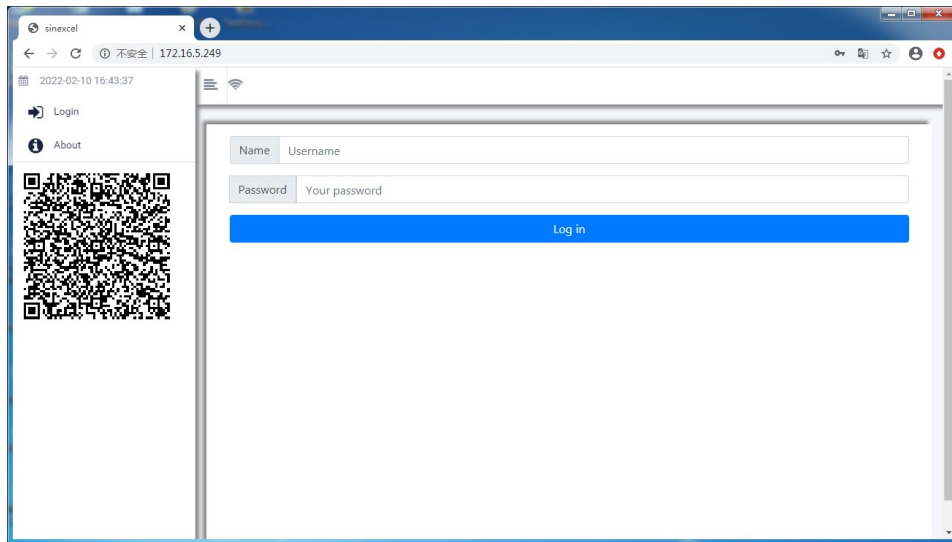 sinexcel
不安全 | 172.16.5.249
2022-02-10 16:43:37
Login
About
Name Username
Password Your password
Log in